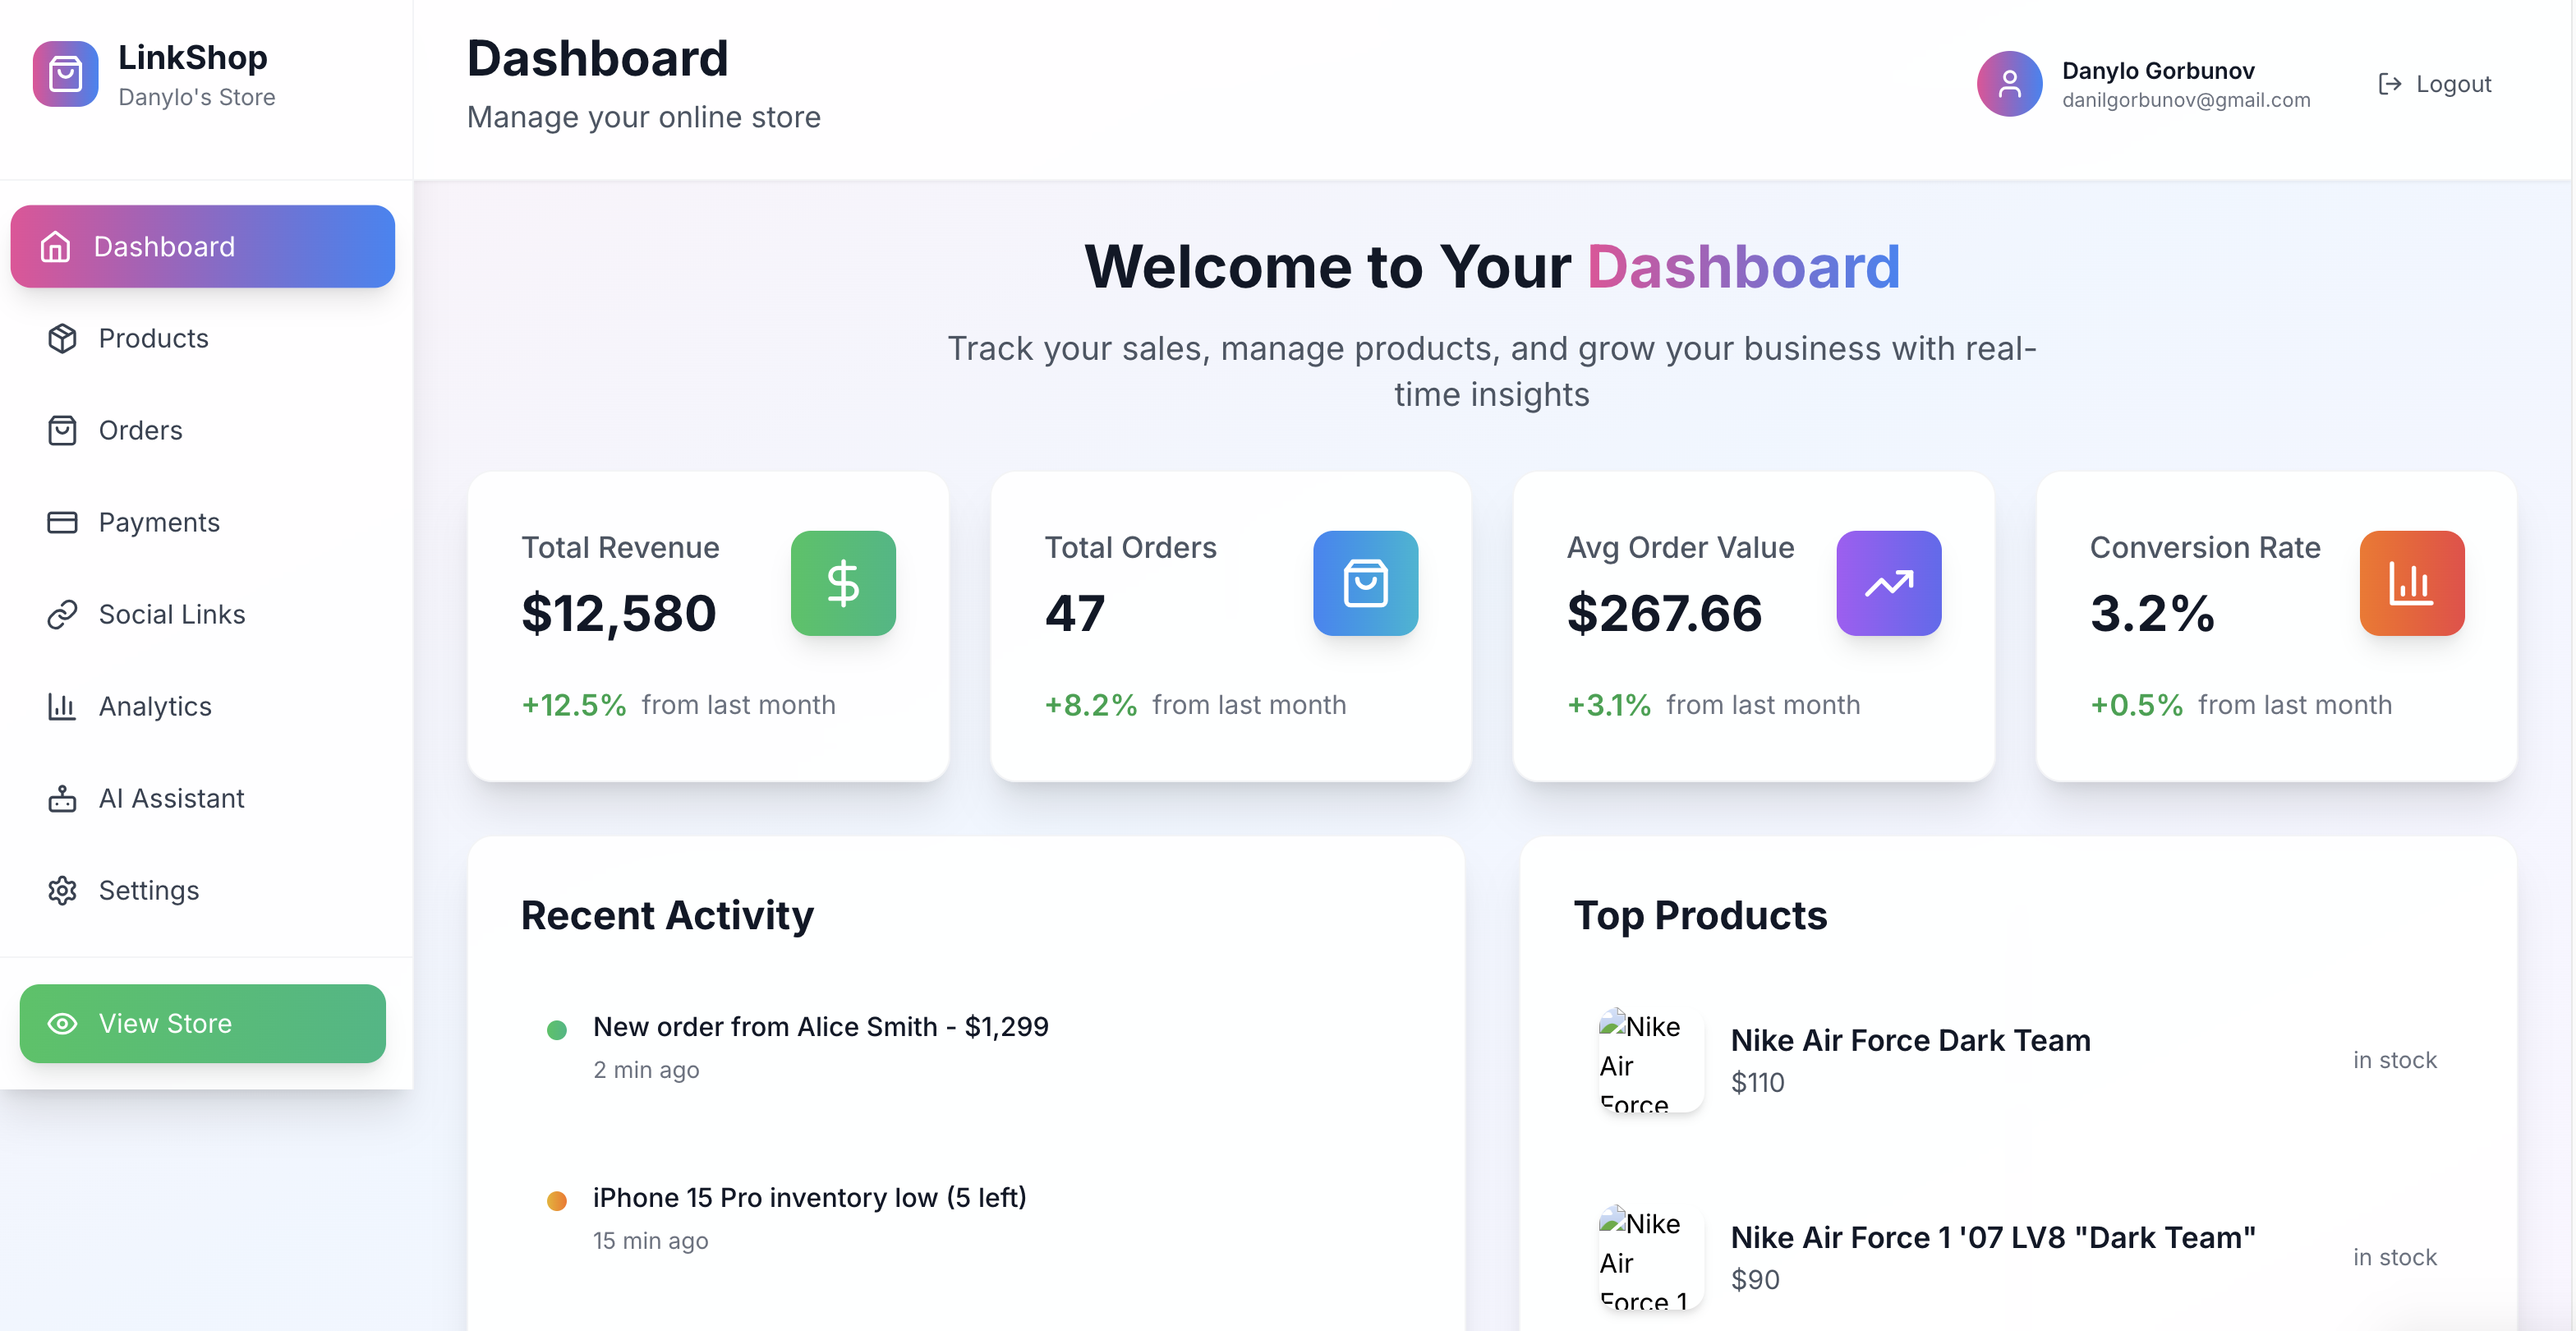 LinkShop
Danylo's Store
Dashboard
Manage your online store
Danylo Gorbunov
danilgorbunov@gmail.com
Logout
Dashboard
Products
Orders
Payments
Social Links
Analytics
AI Assistant
Settings
View Store
Welcome to Your Dashboard
Track your sales, manage products, and grow your business with real-
time insights
Total Revenue
$12,580
+12.5% from last month
Total Orders
47
+8.2% from last month
Avg Order Value
$267.66
+3.1% from last month
Conversion Rate
3.2%
+0.5% from last month
Recent Activity
New order from Alice Smith - $1,299
2 min ago
iPhone 15 Pro inventory low (5 left)
15 min ago
Top Products
Nike
Air
Force
Nike Air Force Dark Team
$110
in stock
Nike
Air
Force 1
Nike Air Force 1 '07 LV8 "Dark Team"
$90
in stock